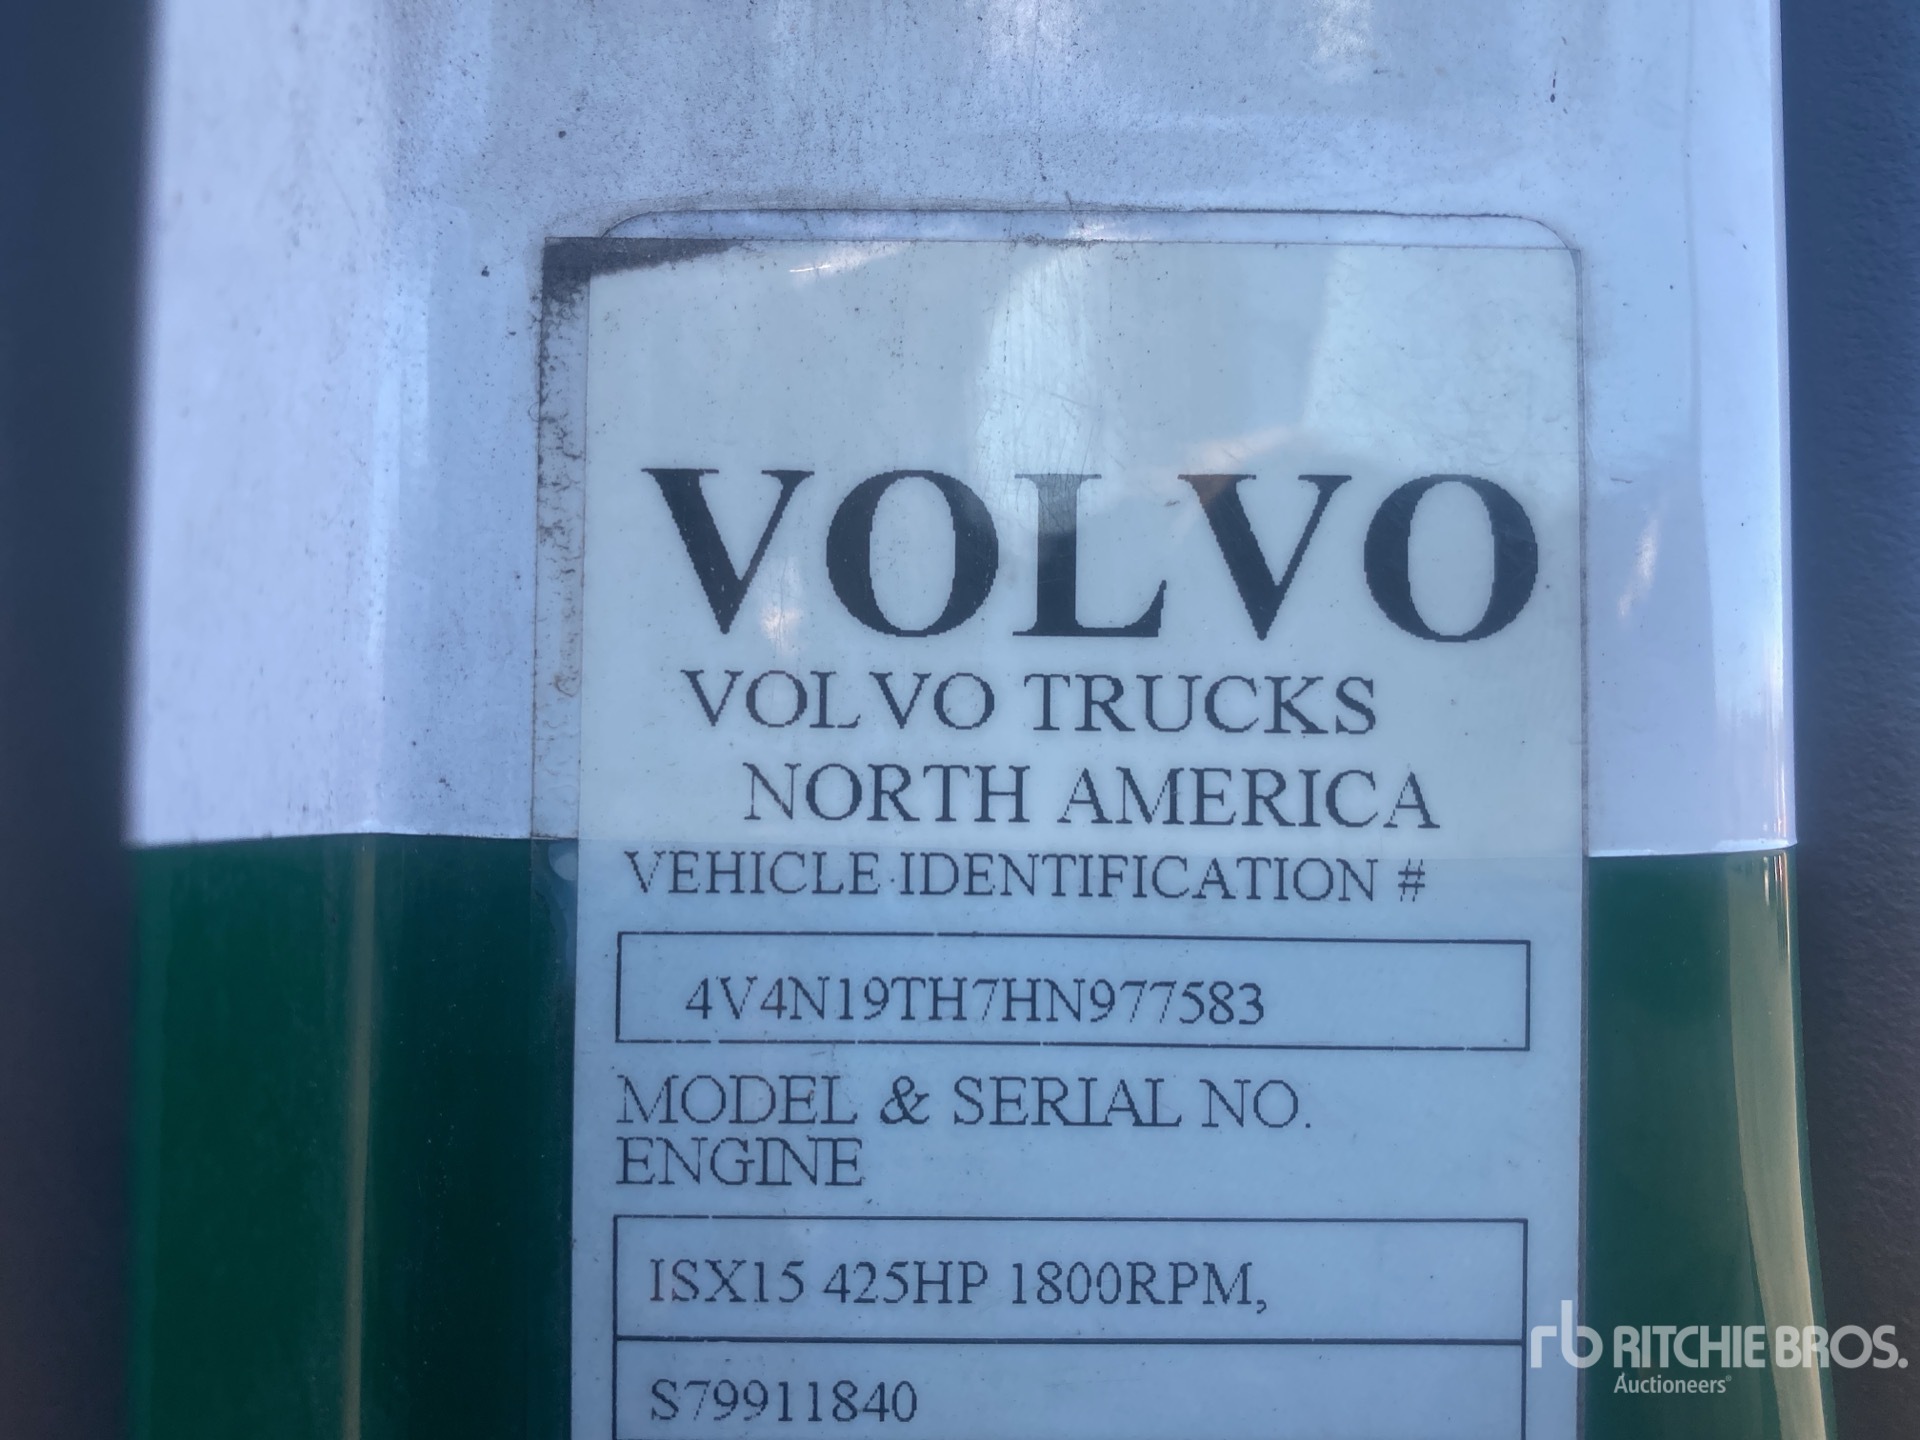 VOLVO
VOLVO TRUCKS
NORTH AMERICA
VEHICLE IDENTIFICATION #
4V4N19TH7HN977583
MODEL & SERIAL NO.
ENGINE
ISX15 425HP 1800RPM,
S79911840
rb RITCHIE BROS.
Auctioneers®